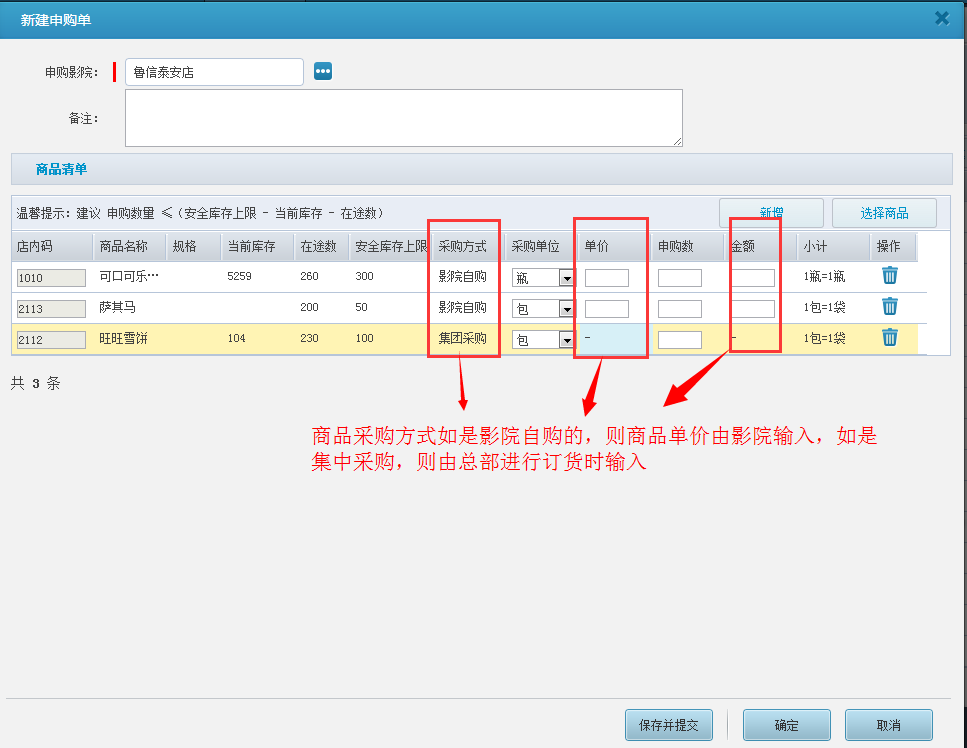 新建申购单
申购影院： 鲁信泰安店
备注：
商品清单
温馨提示：建议 申购数量 ≤（安全库存上限 - 当前库存 - 在途数） 新增 选择商品
店内码 商品名称 规格 当前库存 在途数 安全库存上限 采购方式 采购单位 单价 申购数 金额 小计 操作
1010 可口可乐… 5259 260 300 影院自购 瓶 1瓶=1瓶
2113 萨其马 200 50 影院自购 包 1包=1袋
2112 旺旺雪饼 104 230 100 集团采购 包 - - 1包=1袋
共 3 条
商品采购方式如是影院自购的，则商品单价由影院输入，如是
集中采购，则由总部进行订货时输入
保存并提交 确定 取消